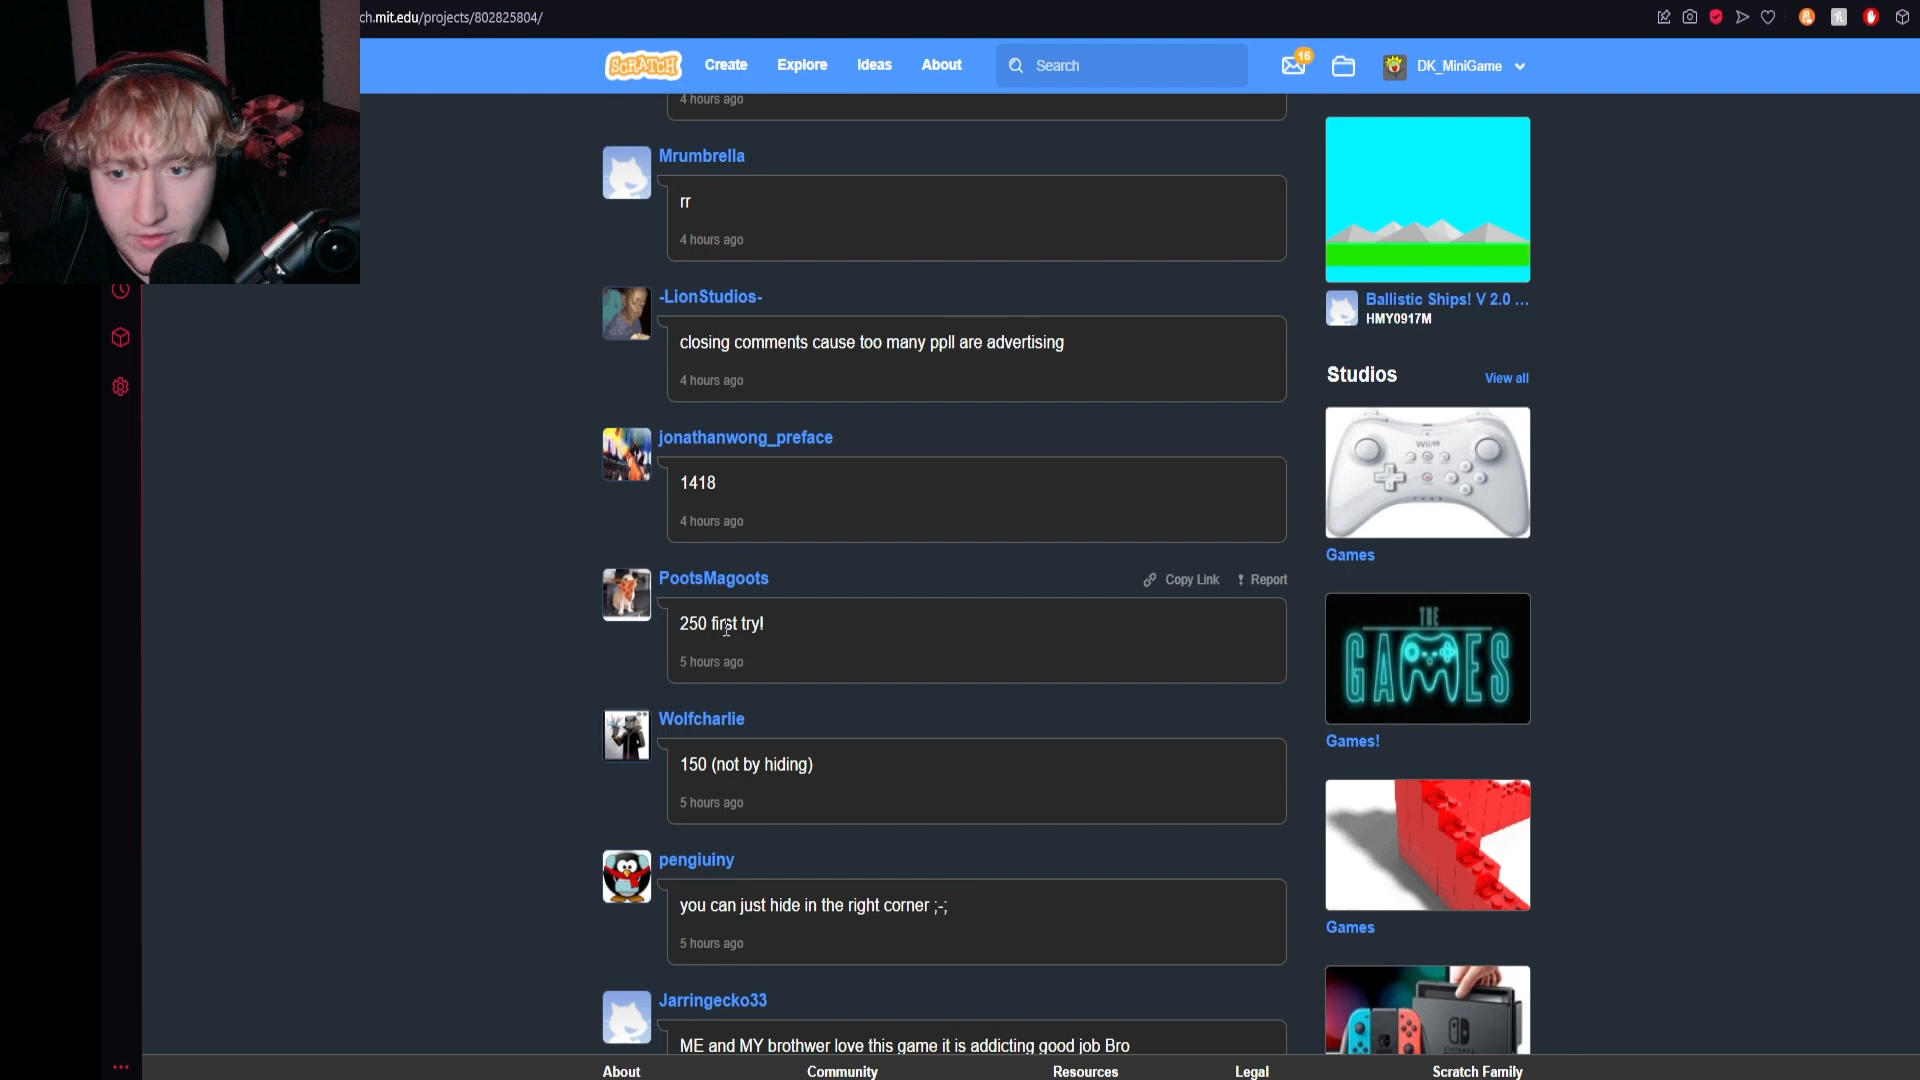 ch.mit.edu/projects/802825804/
SCRATCH
Create
Explore
Ideas
About
Search
16
DK_MiniGame
4 hours ago
Mrumbrella
rr
4 hours ago
-LionStudios-
closing comments cause too many ppll are advertising
4 hours ago
jonathanwong_preface
1418
4 hours ago
PootsMagoots
Copy Link
Report
250 first try!
5 hours ago
Wolfcharlie
150 (not by hiding)
5 hours ago
pengiuiny
you can just hide in the right corner ;-;
5 hours ago
Jarringecko33
ME and MY brothwer love this game it is addicting good job Bro
Ballistic Ships! V 2.0 ...
HMY0917M
Studios
View all
Games
THE
GAMES
Games!
Games
About
Community
Resources
Legal
Scratch Family